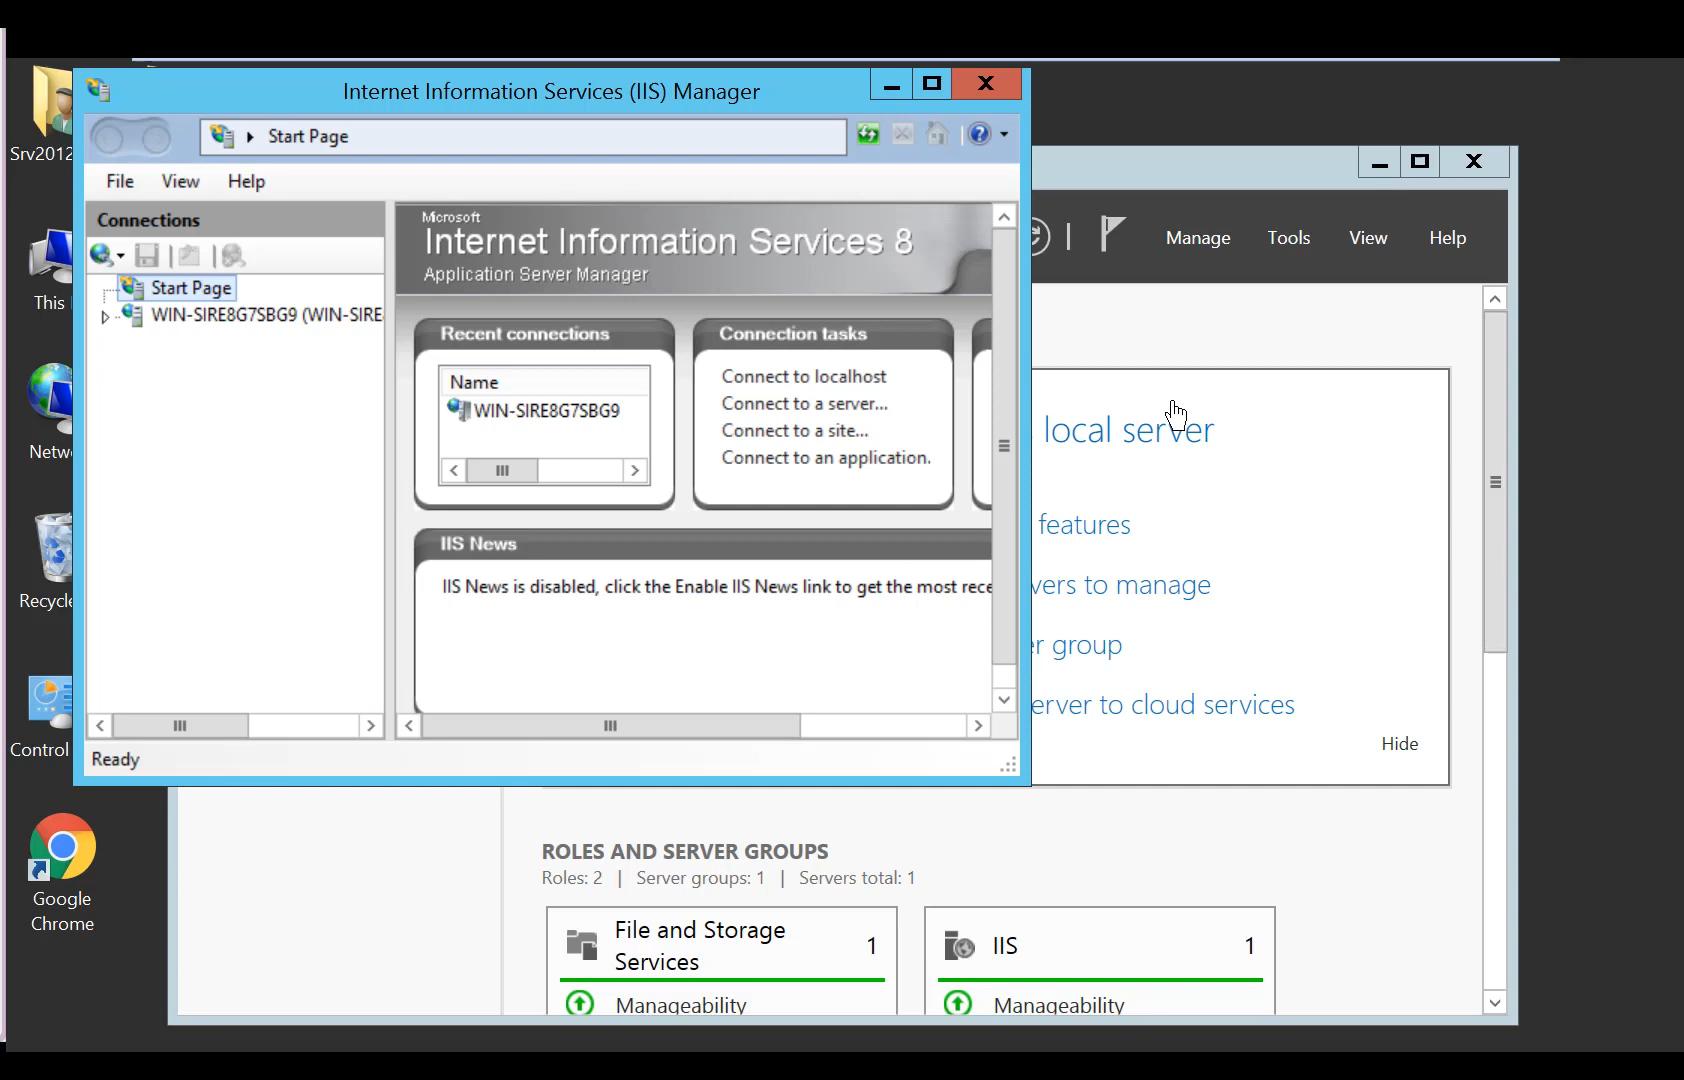 Internet Information Services (IIS) Manager
Start Page
File View Help
Connections
Start Page
WIN-SIRE8G7SBG9 (WIN-SIRE
Microsoft
Internet Information Services 8
Application Server Manager
Recent connections
Name
WIN-SIRE8G7SBG9
Connection tasks
Connect to localhost
Connect to a server...
Connect to a site...
Connect to an application.
IIS News
IIS News is disabled, click the Enable IIS News link to get the most rece
Ready
Manage Tools View Help
local server
features
vers to manage
er group
erver to cloud services
Hide
ROLES AND SERVER GROUPS
Roles: 2 | Server groups: 1 | Servers total: 1
File and Storage
Services
1
Manageability
IIS
1
Manageability
Srv2012
This
Netw
Recycle
Control
Google
Chrome